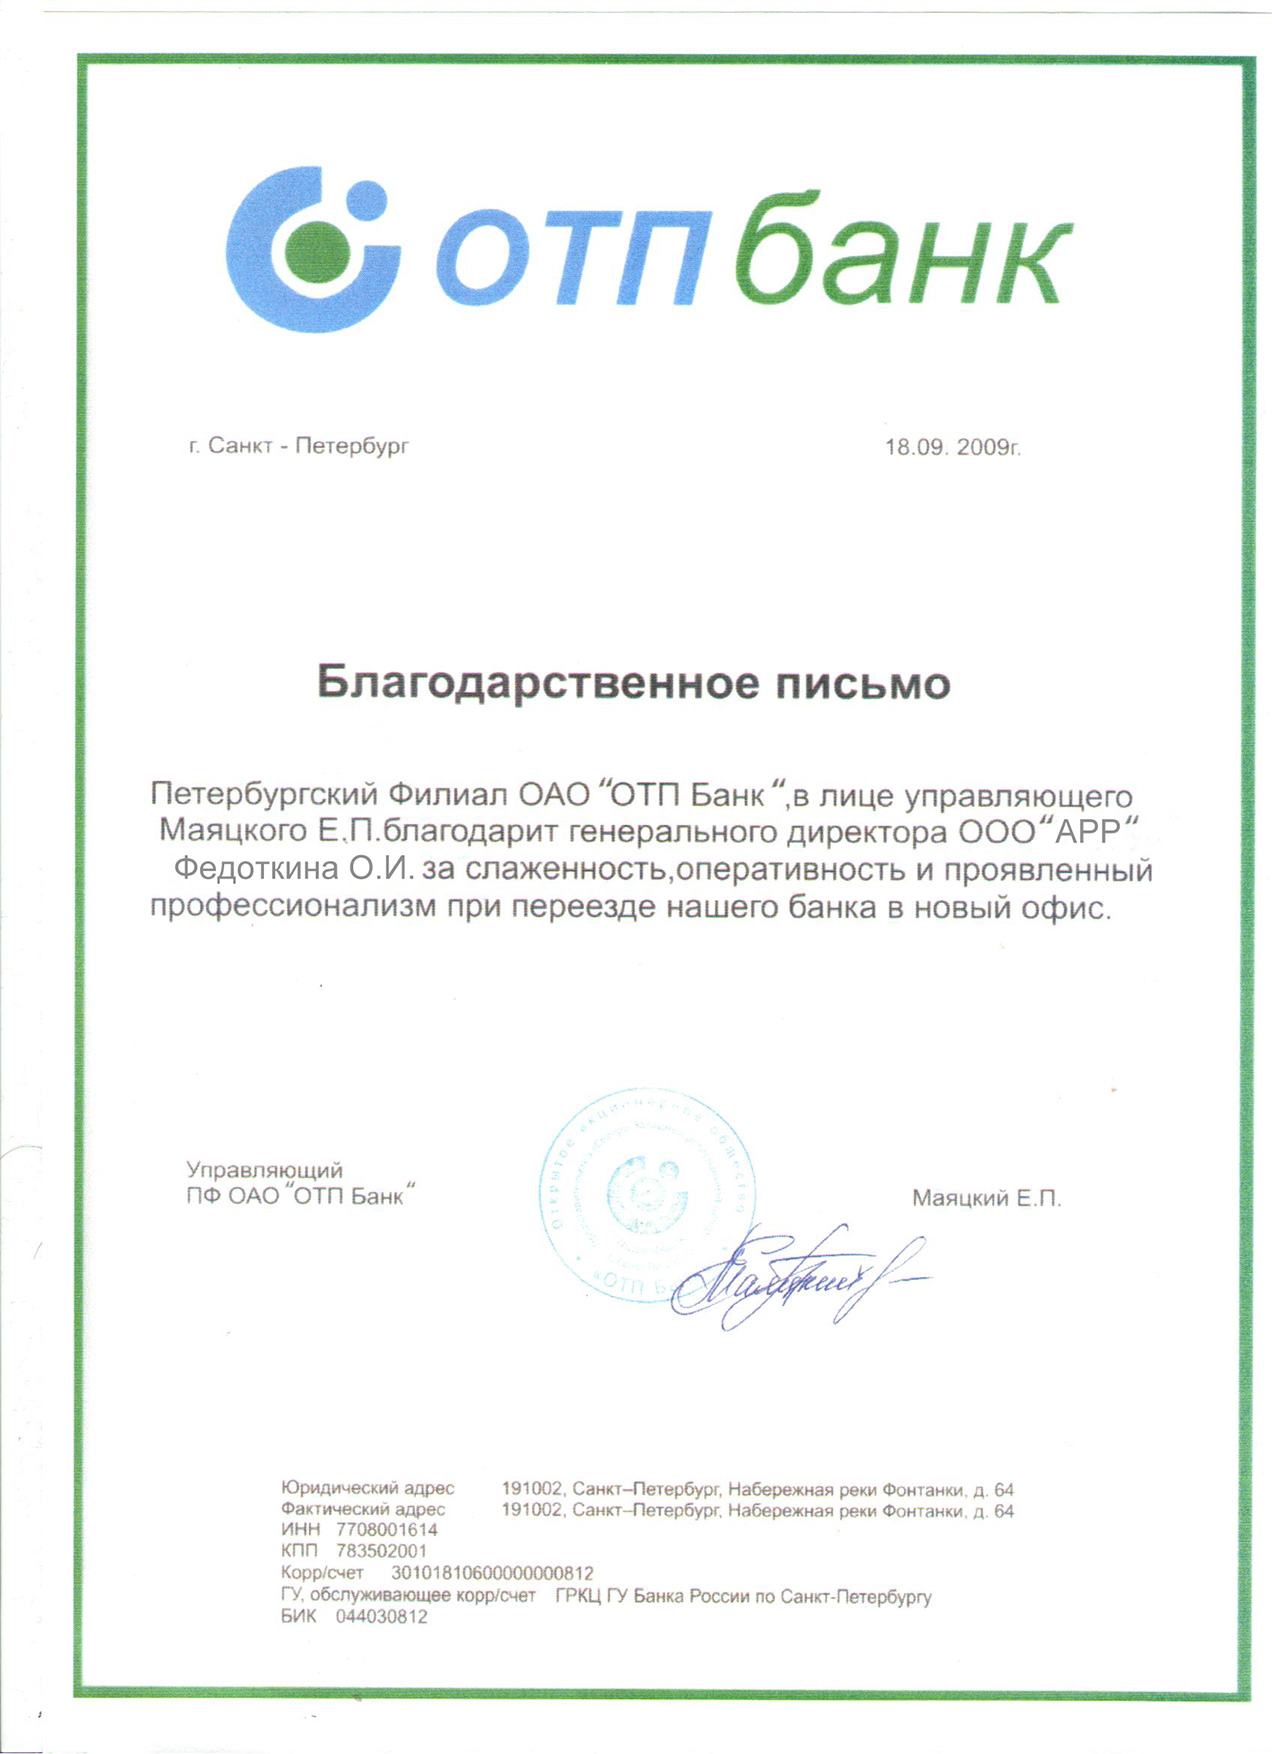 отп банк
г. Санкт - Петербург 18.09. 2009г.
Благодарственное письмо
Петербургский Филиал ОАО “ОТП Банк“,в лице управляющего
Маяцкого Е.П.благодарит генерального директора ООО“АРР“
Федоткина О.И. за слаженность,оперативность и проявленный
профессионализм при переезде нашего банка в новый офис.
Открытое акционерное общество
«ОТП
Управляющий
ПФ ОАО “ОТП Банк“ Маяцкий Е.П.
Юридический адрес 191002, Санкт–Петербург, Набережная реки Фонтанки, д. 64
Фактический адрес 191002, Санкт–Петербург, Набережная реки Фонтанки, д. 64
ИНН 7708001614
КПП 783502001
Корр/счет 30101810600000000812
ГУ, обслуживающее корр/счет ГРКЦ ГУ Банка России по Санкт-Петербургу
БИК 044030812